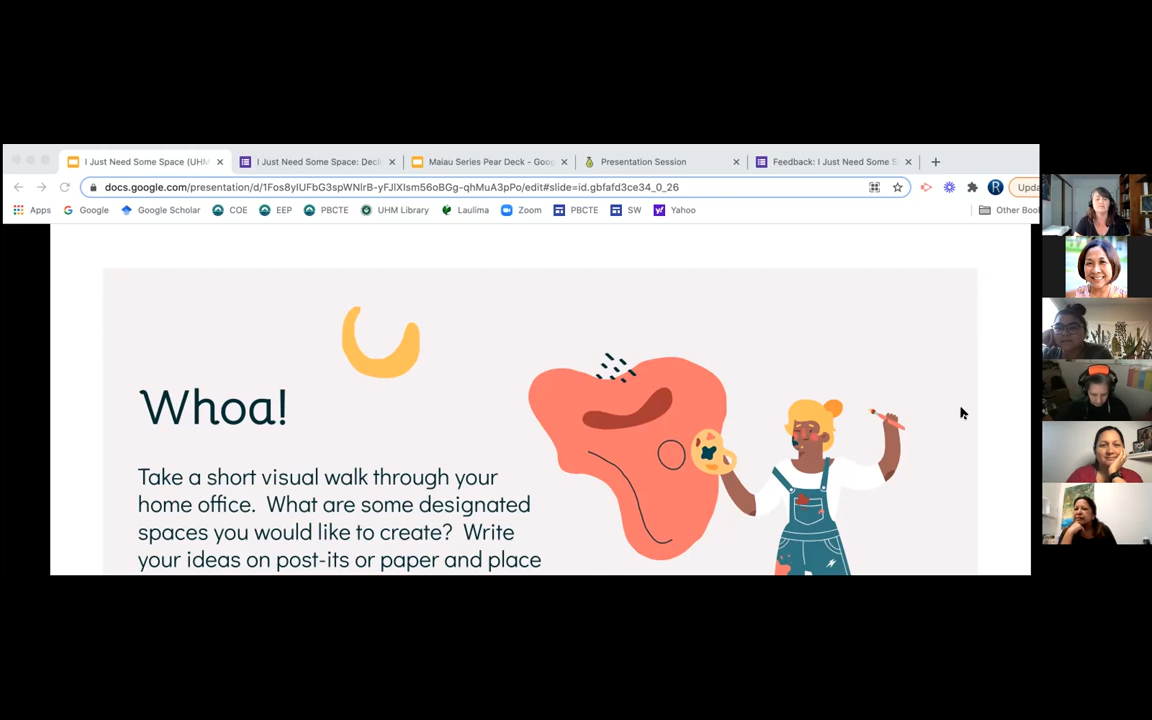 I Just Need Some Space (UHM
I Just Need Some Space: Decl
Maiau Series Pear Deck - Goog
Presentation Session
Feedback: I Just Need Some S
docs.google.com/presentation/d/1Fos8yIUFbG3spWNlrB-yFJlXIsm56oBGg-qhMuA3pPo/edit#slide=id.gbfafd3ce34_0_26
R
Upda
Apps
Google
Google Scholar
COE
EEP
PBCTE
UHM Library
Laulima
Zoom
PBCTE
SW
Yahoo
Other Boo
Whoa!
Take a short visual walk through your
home office. What are some designated
spaces you would like to create? Write
your ideas on post-its or paper and place